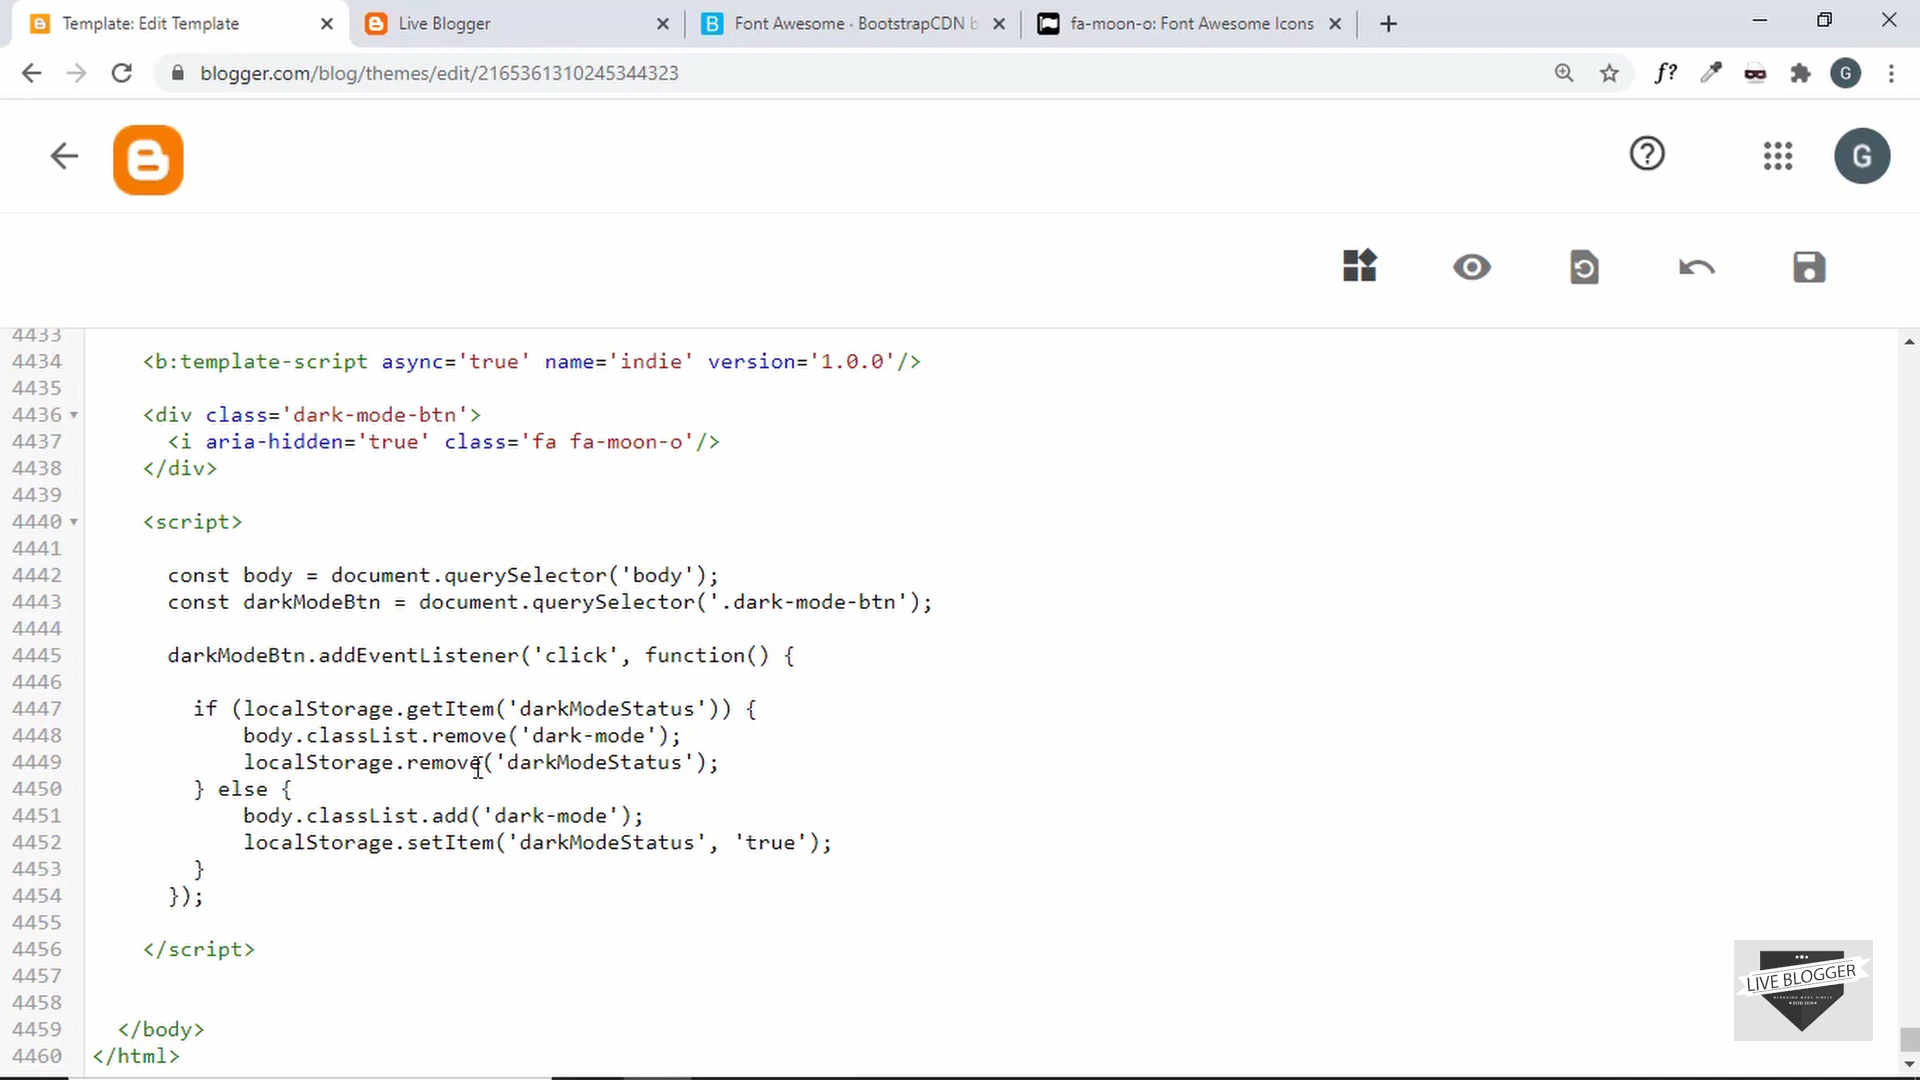 Template: Edit Template
Live Blogger
Font Awesome · BootstrapCDN b
fa-moon-o: Font Awesome Icons
blogger.com/blog/themes/edit/2165361310245344323
f?
G
G
4433
4434 <b:template-script async='true' name='indie' version='1.0.0'/>
4435
4436 <div class='dark-mode-btn'>
4437 <i aria-hidden='true' class='fa fa-moon-o'/>
4438 </div>
4439
4440 <script>
4441
4442 const body = document.querySelector('body');
4443 const darkModeBtn = document.querySelector('.dark-mode-btn');
4444
4445 darkModeBtn.addEventListener('click', function() {
4446
4447 if (localStorage.getItem('darkModeStatus')) {
4448 body.classList.remove('dark-mode');
4449 localStorage.remove('darkModeStatus');
4450 } else {
4451 body.classList.add('dark-mode');
4452 localStorage.setItem('darkModeStatus', 'true');
4453 }
4454 });
4455
4456 </script>
4457
4458
4459 </body>
4460 </html>
LIVE BLOGGER